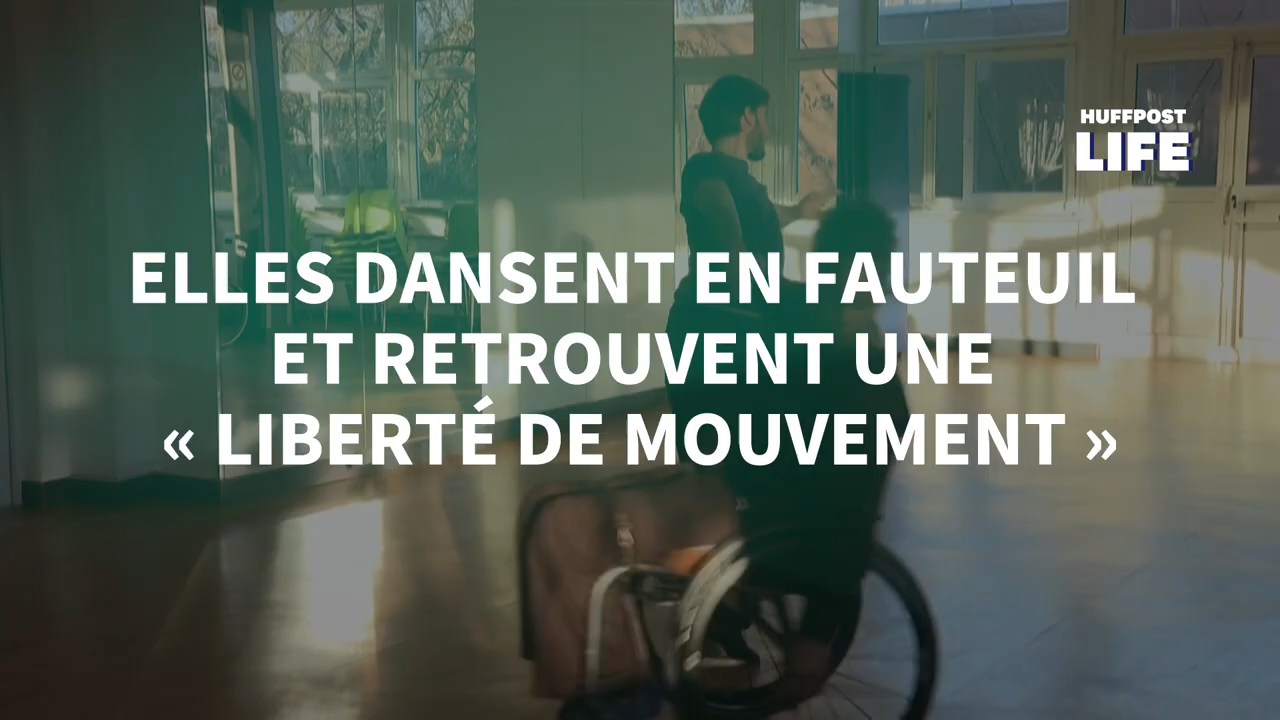 HUFFPOST
LIFE
ELLES DANSENT EN FAUTEUIL
ET RETROUVENT UNE
« LIBERTÉ DE MOUVEMENT »